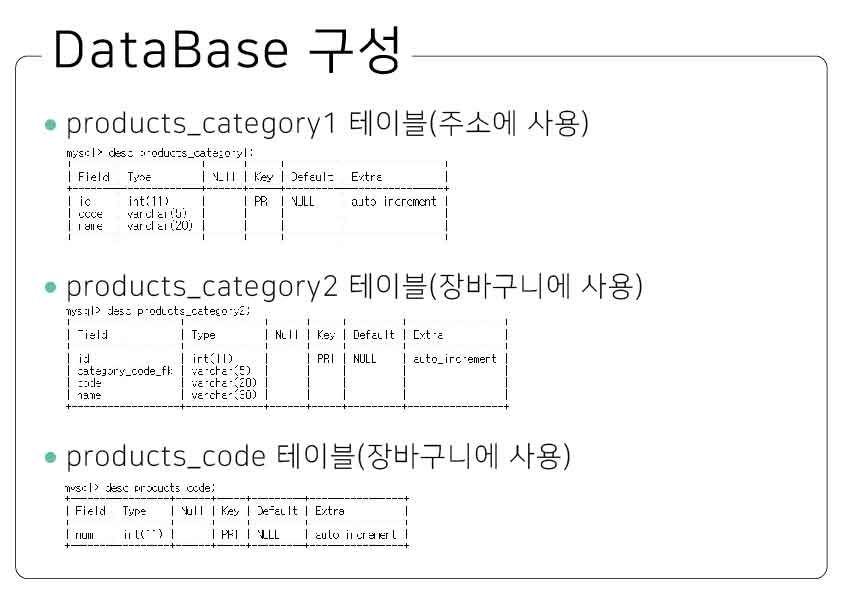 DataBase 구성
products_category1 테이블(주소에 사용)
mysql> desc products_category1;
| Field | Type | Null | Key | Default | Extra |
| id | int(11) | | PRI | NULL | auto_increment |
| code | varchar(5) | | | | |
| name | varchar(20) | | | | |
products_category2 테이블(장바구니에 사용)
mysql> desc products_category2;
| Field | Type | Null | Key | Default | Extra |
| id | int(11) | | PRI | NULL | auto_increment |
| category_code_fk | varchar(5) | | | | |
| code | varchar(20) | | | | |
| name | varchar(30) | | | | |
products_code 테이블(장바구니에 사용)
mysql> desc products_code;
| Field | Type | Null | Key | Default | Extra |
| num | int(11) | | PRI | NULL | auto_increment |